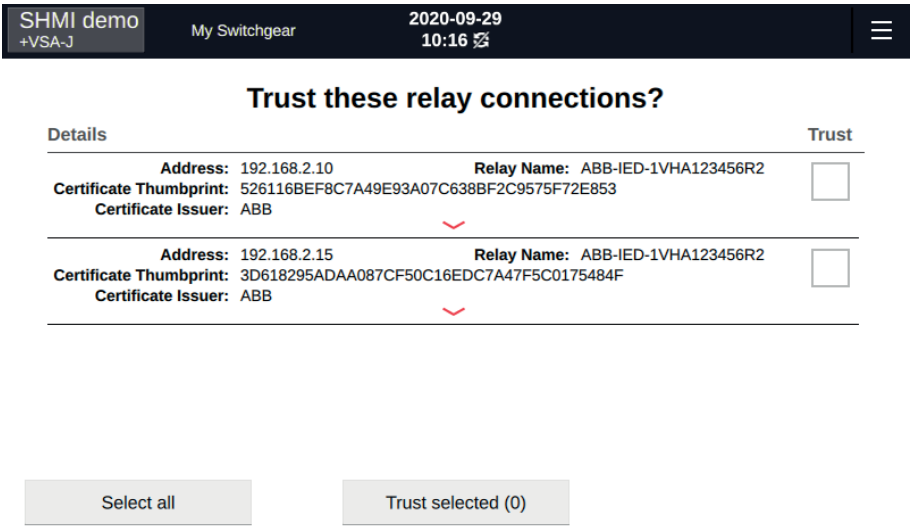 SHMI demo
+VSA-J
My Switchgear
2020-09-29
10:16
Trust these relay connections?
Details Trust
Address: 192.168.2.10 Relay Name: ABB-IED-1VHA123456R2
Certificate Thumbprint: 526116BEF8C7A49E93A07C638BF2C9575F72E853
Certificate Issuer: ABB
Address: 192.168.2.15 Relay Name: ABB-IED-1VHA123456R2
Certificate Thumbprint: 3D618295ADAA087CF50C16EDC7A47F5C0175484F
Certificate Issuer: ABB
Select all Trust selected (0)